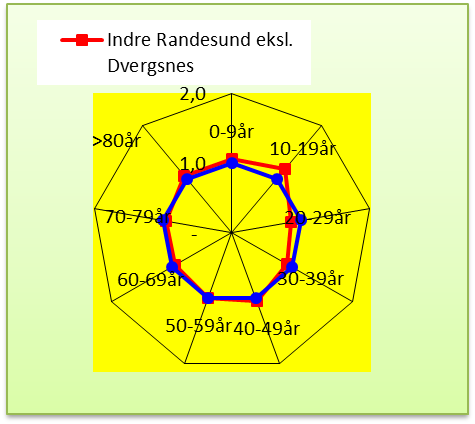 Indre Randesund eksl.
Dvergsnes
2,0
0-9år
>80år
10-19år
1,0
70-79år
20-29år
-
60-69år
30-39år
50-59år
40-49år